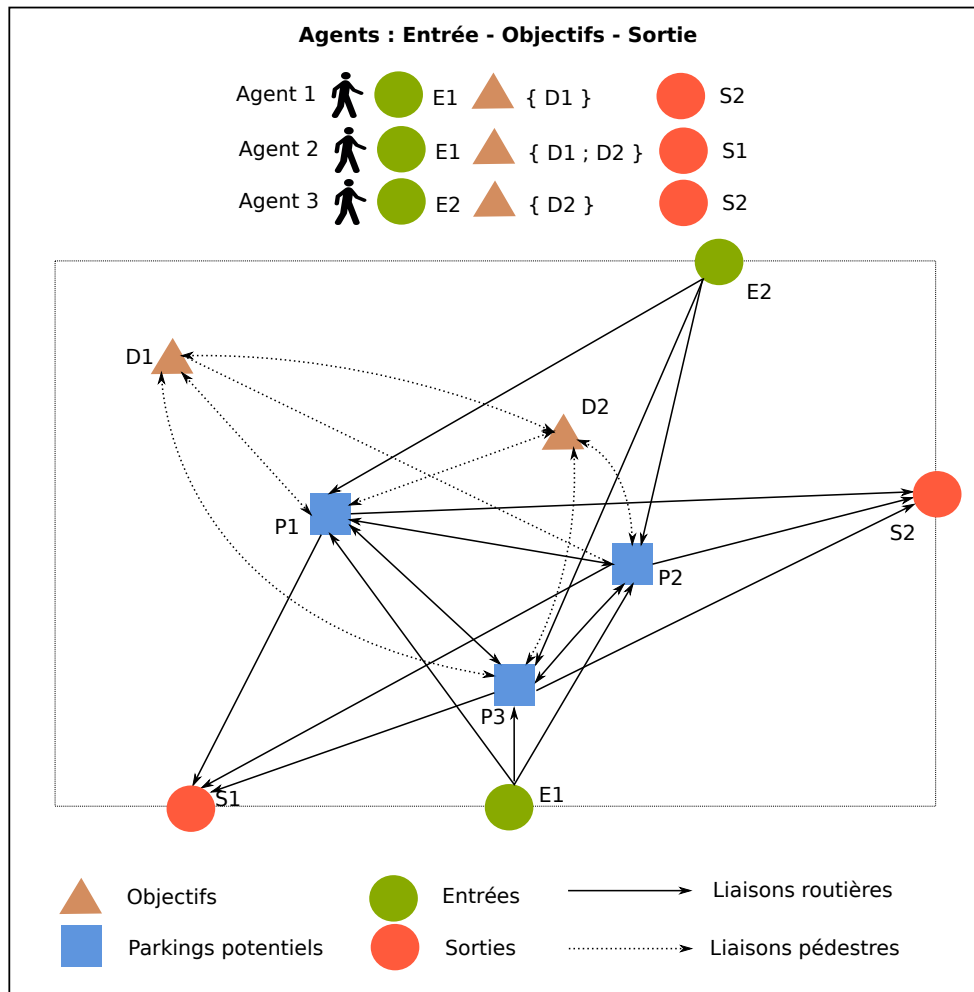 Agents : Entrée - Objectifs - Sortie
Agent 1 E1 { D1 } S2
Agent 2 E1 { D1 ; D2 } S1
Agent 3 E2 { D2 } S2
E2
D1
D2
P1
S2
P2
P3
S1
E1
Objectifs
Entrées
Liaisons routières
Parkings potentiels
Sorties
Liaisons pédestres